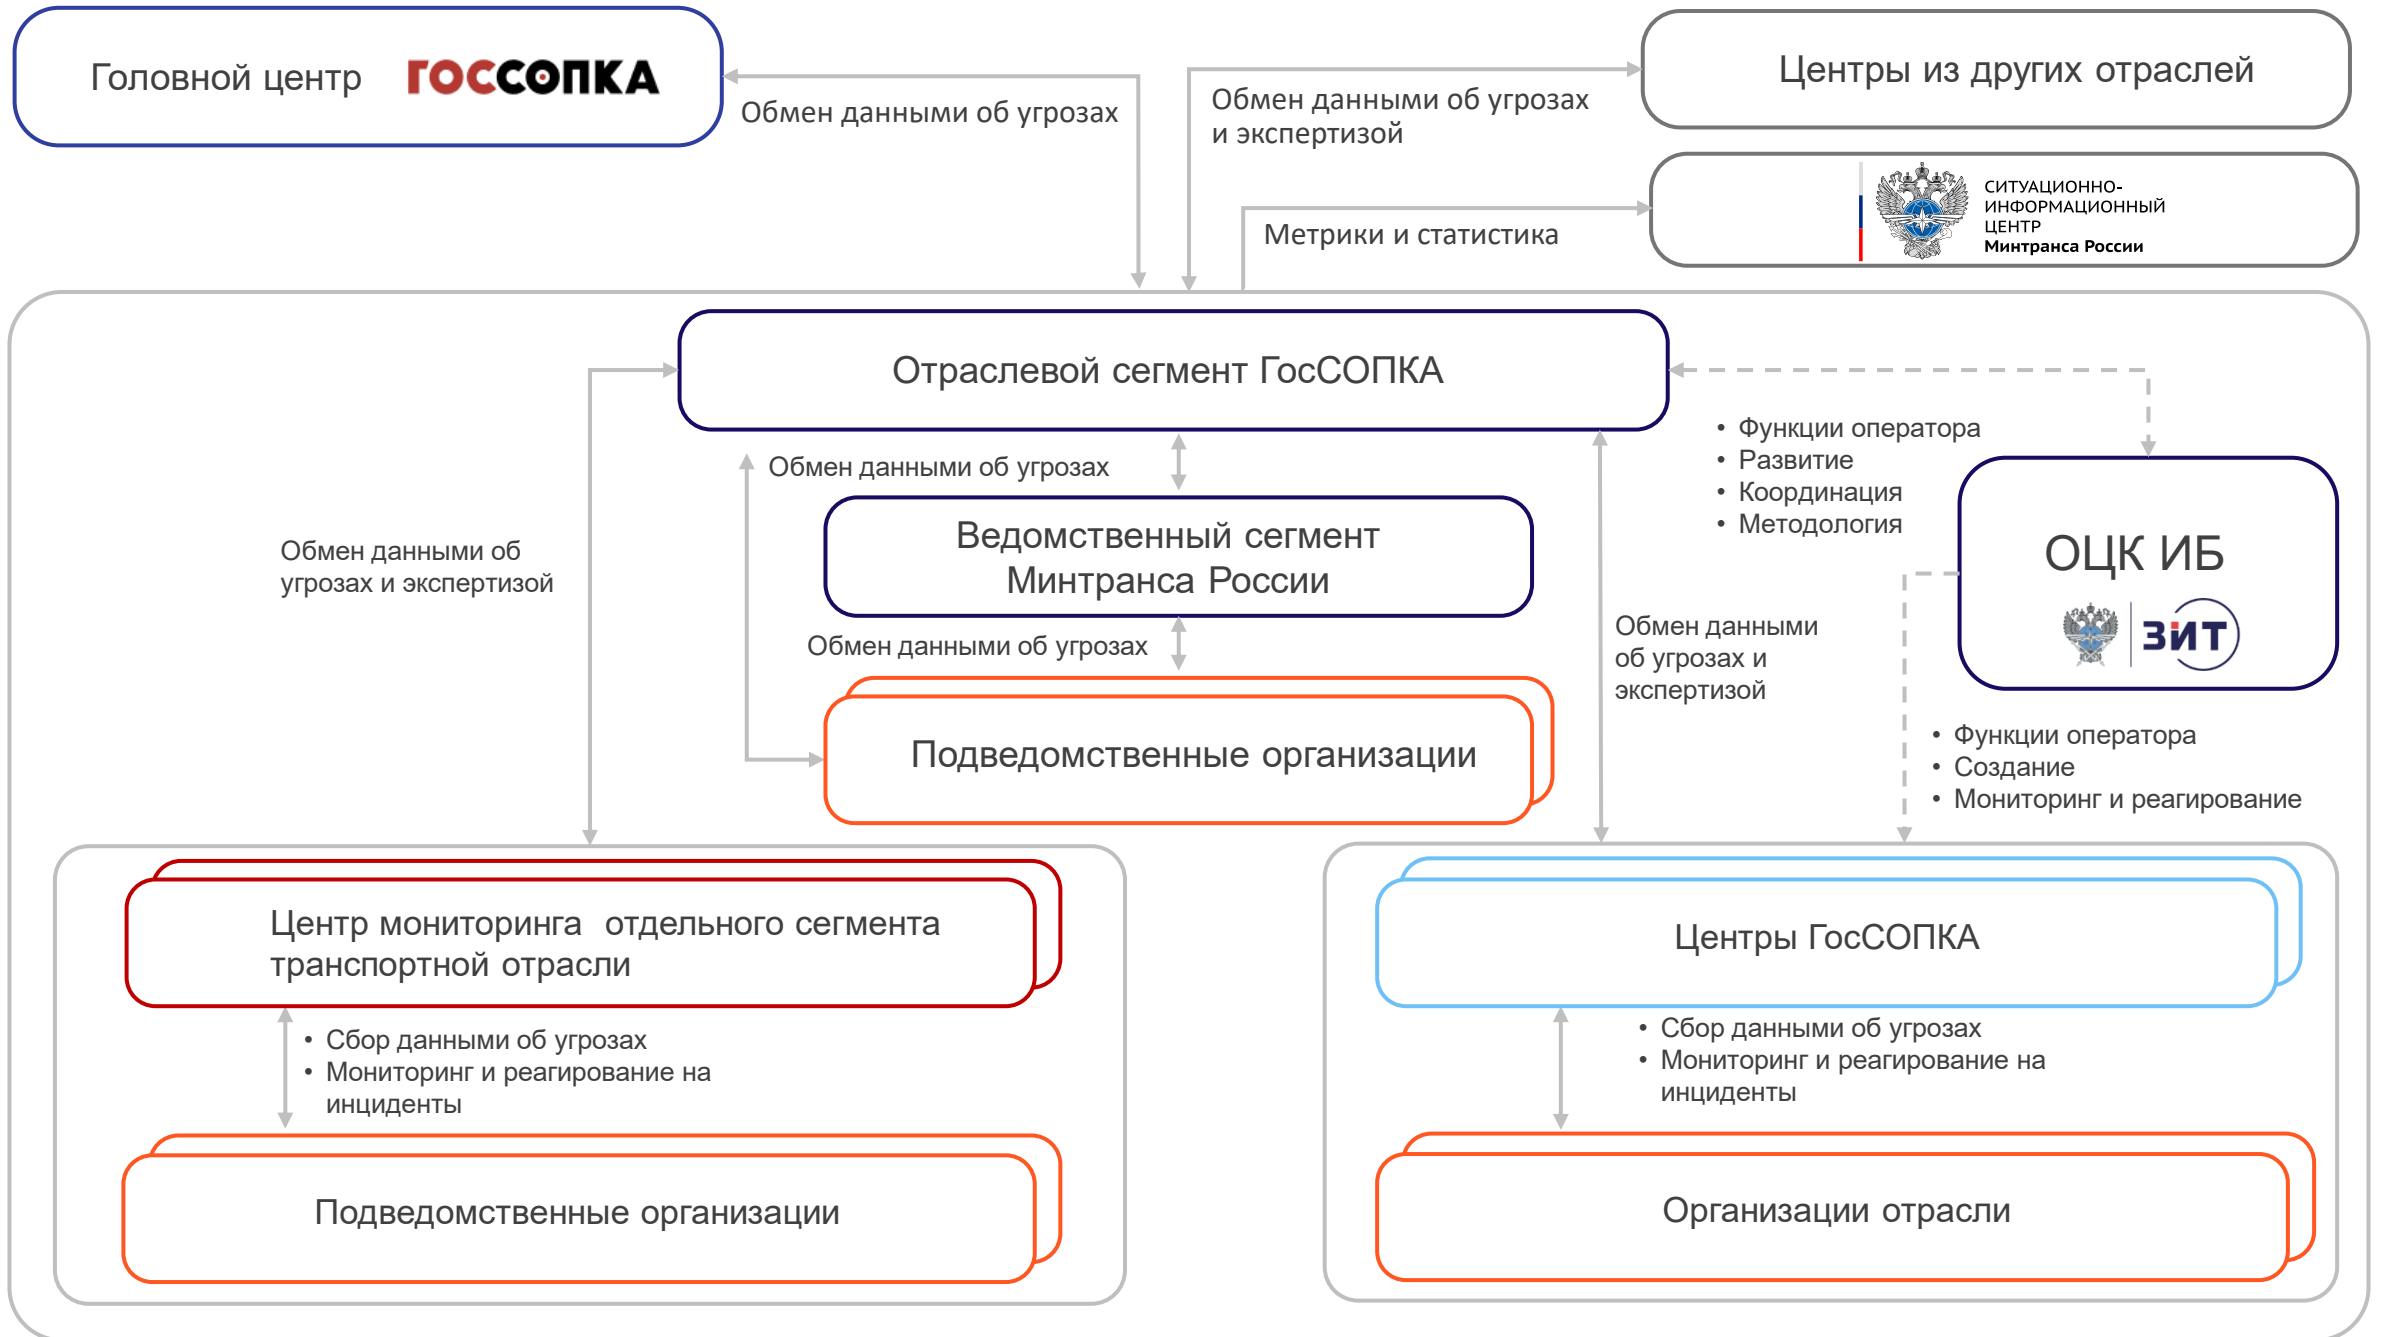 Головной центр ГОССОПКА
Обмен данными об угрозах
Обмен данными об угрозах
и экспертизой
Центры из других отраслей
СИТУАЦИОННО-
ИНФОРМАЦИОННЫЙ
ЦЕНТР
Минтранса России
Метрики и статистика
Отраслевой сегмент ГосСОПКА
• Функции оператора
• Развитие
• Координация
• Методология
Обмен данными об угрозах
Ведомственный сегмент
Минтранса России
Обмен данными об
угрозах и экспертизой
ОЦК ИБ
ЗИТ
Обмен данными об угрозах
Обмен данными
об угрозах и
экспертизой
Подведомственные организации
• Функции оператора
• Создание
• Мониторинг и реагирование
Центр мониторинга отдельного сегмента
транспортной отрасли
Центры ГосСОПКА
• Сбор данными об угрозах
• Мониторинг и реагирование на
инциденты
• Сбор данными об угрозах
• Мониторинг и реагирование на
инциденты
Подведомственные организации
Организации отрасли